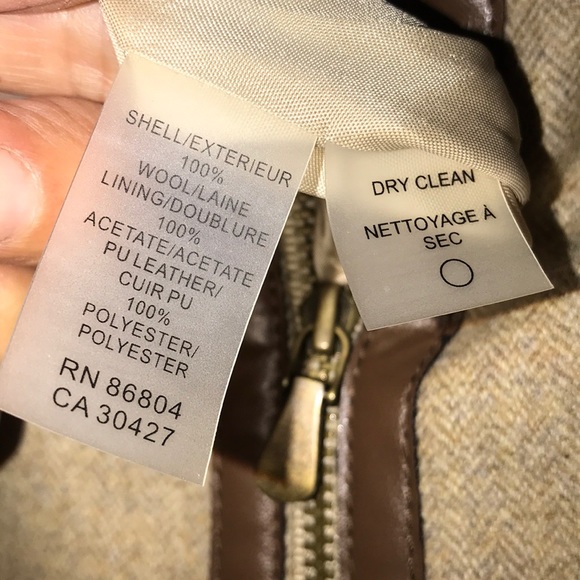 SHELL/EXTERIEUR
100%
WOOL/LAINE
LINING/DOUBLURE
100%
ACETATE/ACETATE
PU LEATHER/
CUIR PU
100%
POLYESTER/
POLYESTER
RN 86804
CA 30427
DRY CLEAN
NETTOYAGE À
SEC